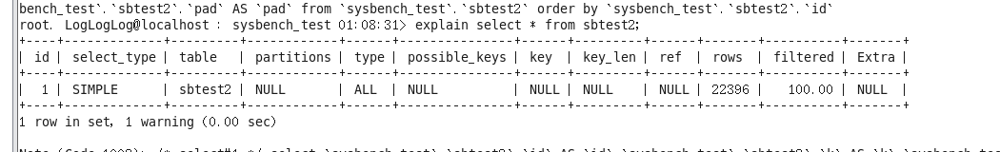 bench_test`.`sbtest2`.`pad` AS `pad` from `sysbench_test`.`sbtest2` order by `sysbench_test`.`sbtest2`.`id`
root. LogLogLog@localhost : sysbench_test 01:08:31> explain select * from sbtest2;
+----+-------------+---------+------------+------+---------------+------+---------+------+-------+----------+-------+
| id | select_type | table | partitions | type | possible_keys | key | key_len | ref | rows | filtered | Extra |
+----+-------------+---------+------------+------+---------------+------+---------+------+-------+----------+-------+
| 1 | SIMPLE | sbtest2 | NULL | ALL | NULL | NULL | NULL | NULL | 22396 | 100.00 | NULL |
+----+-------------+---------+------------+------+---------------+------+---------+------+-------+----------+-------+
1 row in set, 1 warning (0.00 sec)